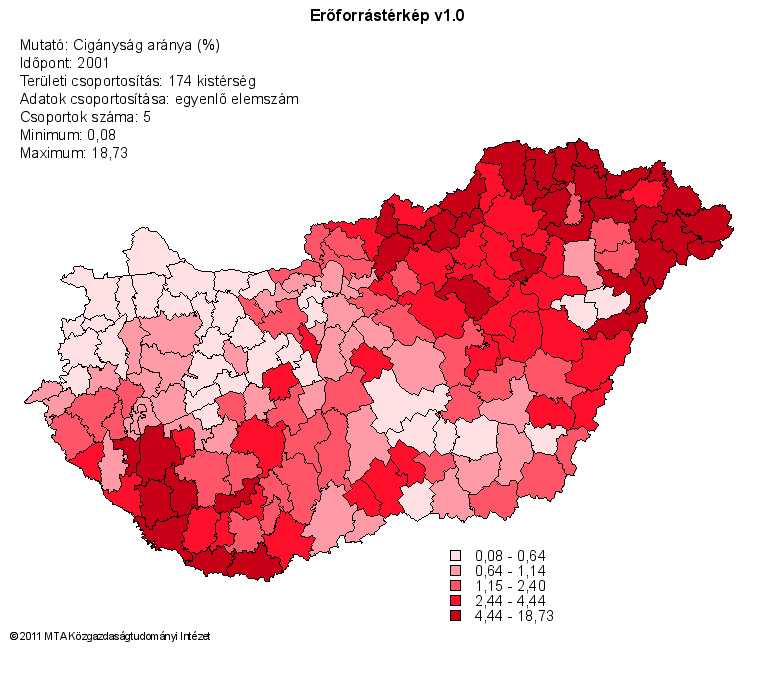 Erőforrástérkép v1.0
Mutató: Cigányság aránya (%)
Időpont: 2001
Területi csoportosítás: 174 kistérség
Adatok csoportosítása: egyenlő elemszám
Csoportok száma: 5
Minimum: 0,08
Maximum: 18,73
0,08 - 0,64
0,64 - 1,14
1,15 - 2,40
2,44 - 4,44
4,44 - 18,73
©2011 MTA Közgazdaságtudományi Intézet